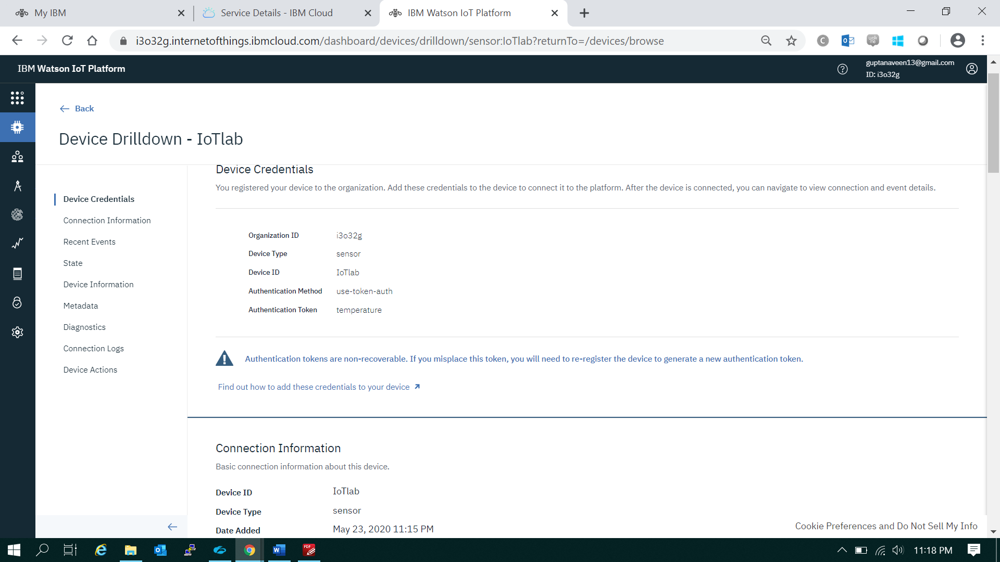 My IBM
Service Details - IBM Cloud
IBM Watson IoT Platform
i3o32g.internetofthings.ibmcloud.com/dashboard/devices/drilldown/sensor:IoTlab?returnTo=/devices/browse
IBM Watson IoT Platform
guptanaveen13@gmail.com
ID: i3o32g
Back
Device Drilldown - IoTlab
Device Credentials
Connection Information
Recent Events
State
Device Information
Metadata
Diagnostics
Connection Logs
Device Actions
Device Credentials
You registered your device to the organization. Add these credentials to the device to connect it to the platform. After the device is connected, you can navigate to view connection and event details.
Organization ID i3o32g
Device Type sensor
Device ID IoTlab
Authentication Method use-token-auth
Authentication Token temperature
Authentication tokens are non-recoverable. If you misplace this token, you will need to re-register the device to generate a new authentication token.
Find out how to add these credentials to your device
Connection Information
Basic connection information about this device.
Device ID IoTlab
Device Type sensor
Date Added May 23, 2020 11:15 PM
Cookie Preferences and Do Not Sell My Info
11:18 PM